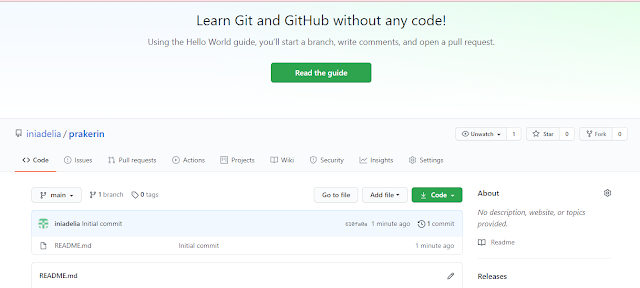 Learn Git and GitHub without any code!
Using the Hello World guide, you'll start a branch, write comments, and open a pull request.
Read the guide
iniadelia / prakerin
Unwatch 1 Star 0 Fork 0
Code Issues Pull requests Actions Projects Wiki Security Insights Settings
main 1 branch 0 tags Go to file Add file Code
About
iniadelia Initial commit 1 minute ago 1 commit
No description, website, or topics
provided.
README.md Initial commit 1 minute ago
Readme
README.md
Releases